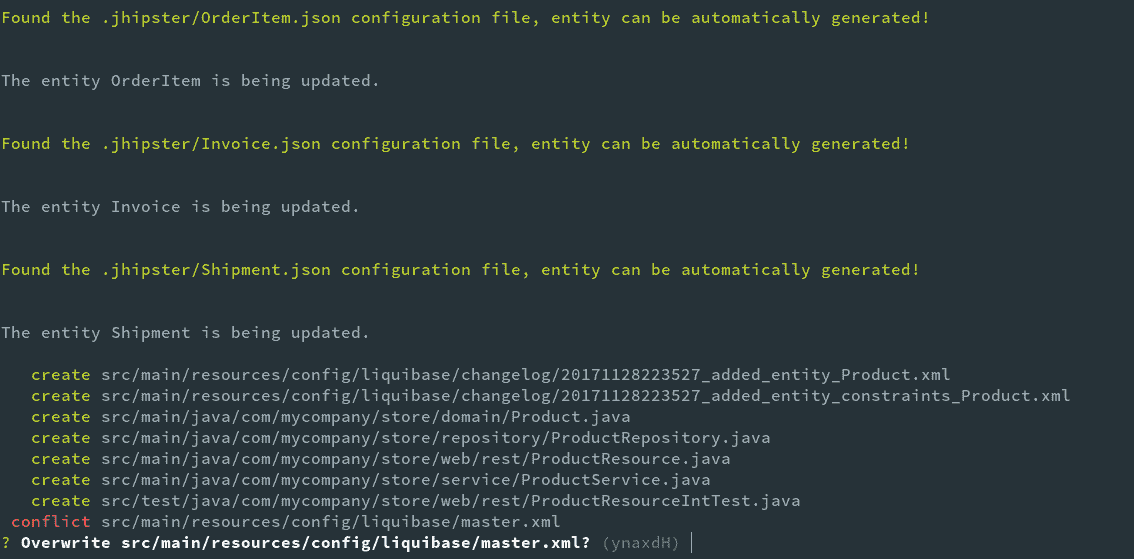 Found the .jhipster/OrderItem.json configuration file, entity can be automatically generated!
The entity OrderItem is being updated.
Found the .jhipster/Invoice.json configuration file, entity can be automatically generated!
The entity Invoice is being updated.
Found the .jhipster/Shipment.json configuration file, entity can be automatically generated!
The entity Shipment is being updated.
create src/main/resources/config/liquibase/changelog/20171128223527_added_entity_Product.xml
create src/main/resources/config/liquibase/changelog/20171128223527_added_entity_constraints_Product.xml
create src/main/java/com/mycompany/store/domain/Product.java
create src/main/java/com/mycompany/store/repository/ProductRepository.java
create src/main/java/com/mycompany/store/web/rest/ProductResource.java
create src/main/java/com/mycompany/store/service/ProductService.java
create src/test/java/com/mycompany/store/web/rest/ProductResourceIntTest.java
conflict src/main/resources/config/liquibase/master.xml
? Overwrite src/main/resources/config/liquibase/master.xml? (ynaxdH)